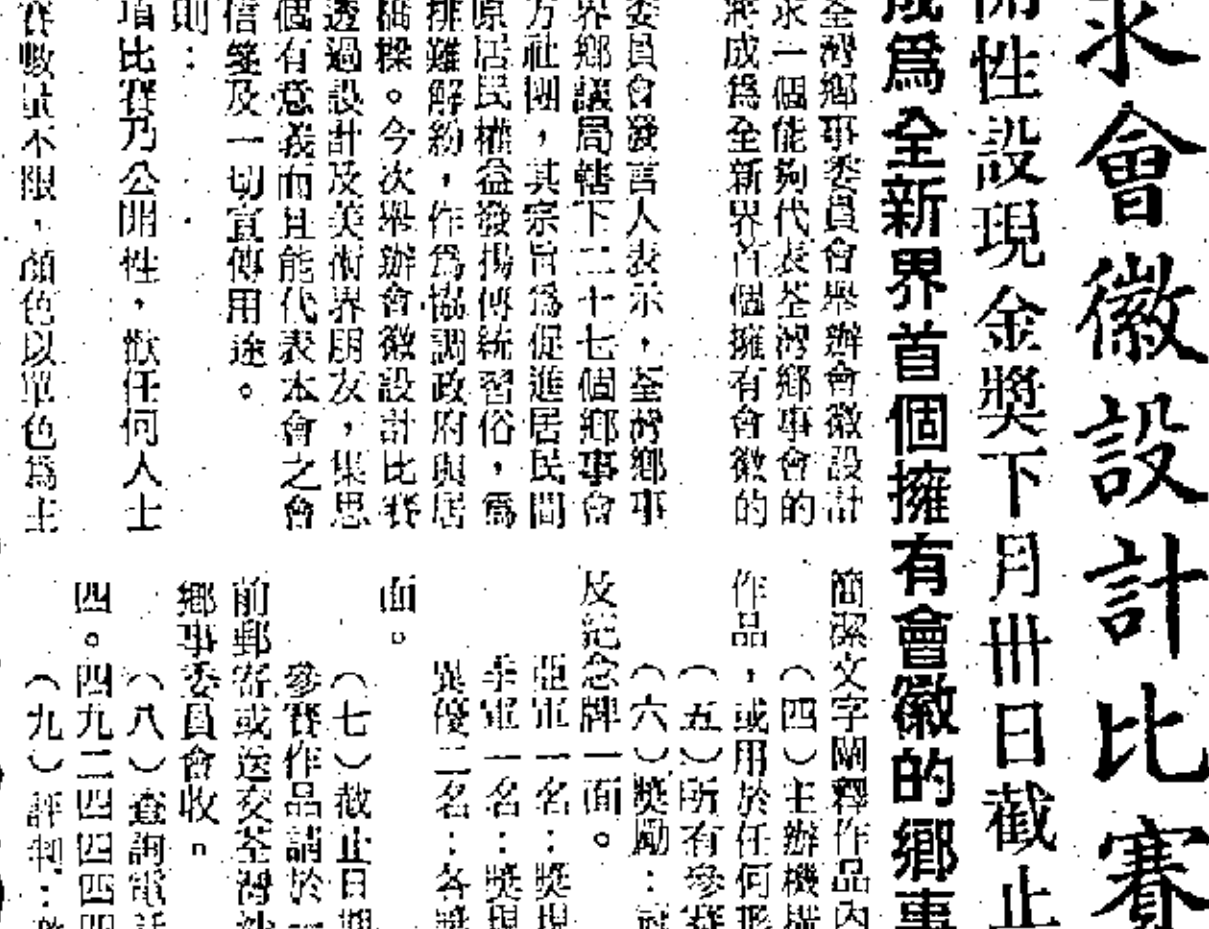 求會徽設計比賽
開性設現金獎下月卅日截止
成爲全新界首個擁有會徽的鄉事
荃灣鄉事委員會舉辦會徽設計
求一個能夠代表荃灣鄉事會的
將成爲全新界首個擁有會徽的
委員會發言人表示，荃灣鄉事
界鄉議局轄下二十七個鄉事會
方社團，其宗旨爲促進居民間
原居民權益發揚傳統習俗，爲
排難解紛，作爲協調政府與居
橋樑。今次舉辦會徽設計比賽
透過設計及美術界朋友，集思
個有意義而且能代表本會之會
信箋及一切宣傳用途。
則：
項比賽乃公開性，歡任何人士
賽數量不限，顏色以單色爲主
簡潔文字闡釋作品內
（四）主辦機構
作品，或用於任何形
（五）所有參賽
（六）獎勵：冠
及紀念牌一面。
亞軍一名：獎現
季軍一名：獎現
異優二名：各獎
面。
（七）截止日期
參賽作品請於一
前郵寄或送交荃灣沙
鄉事委員會收。
（八）查詢電話
四。四九二四四四四
（九）評判：